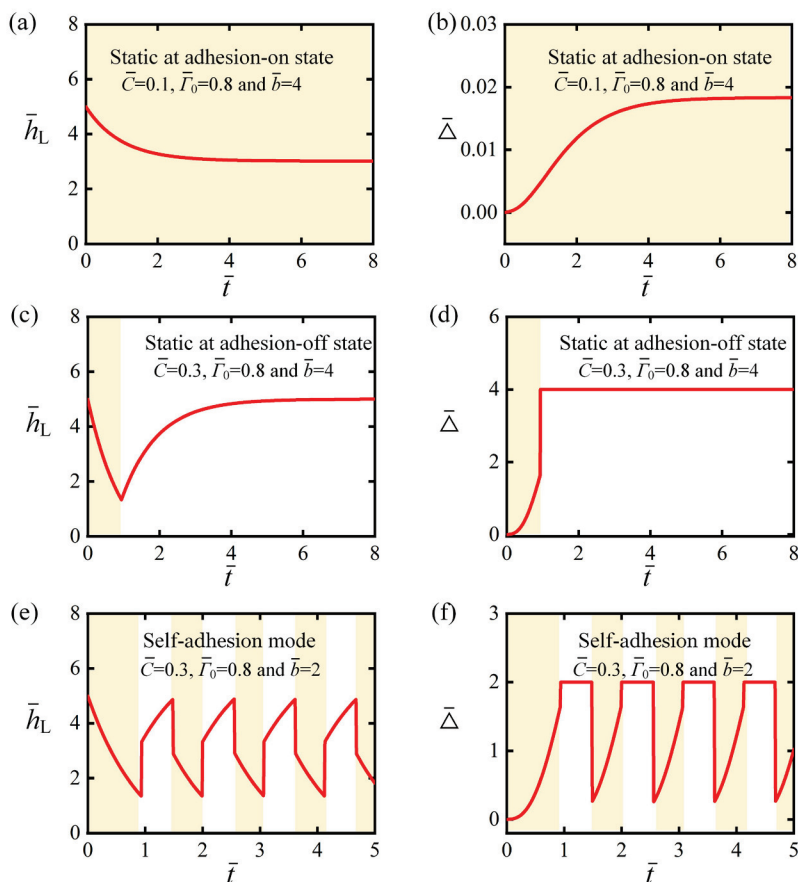 (a)
8
6
4
2
0
h̄L
Static at adhesion-on state
C̄=0.1, Γ̄0=0.8 and b̄=4
0 2 4 6 8
t̄
(b)
0.03
0.02
0.01
0.00
Δ̄
Static at adhesion-on state
C̄=0.1, Γ̄0=0.8 and b̄=4
0 2 4 6 8
t̄
(c)
8
6
4
2
0
h̄L
Static at adhesion-off state
C̄=0.3, Γ̄0=0.8 and b̄=4
0 2 4 6 8
t̄
(d)
6
4
2
0
Δ̄
Static at adhesion-off state
C̄=0.3, Γ̄0=0.8 and b̄=4
0 2 4 6 8
t̄
(e)
8
6
4
2
0
h̄L
Self-adhesion mode
C̄=0.3, Γ̄0=0.8 and b̄=2
0 1 2 3 4 5
t̄
(f)
3
2
1
0
Δ̄
Self-adhesion mode
C̄=0.3, Γ̄0=0.8 and b̄=2
0 1 2 3 4 5
t̄